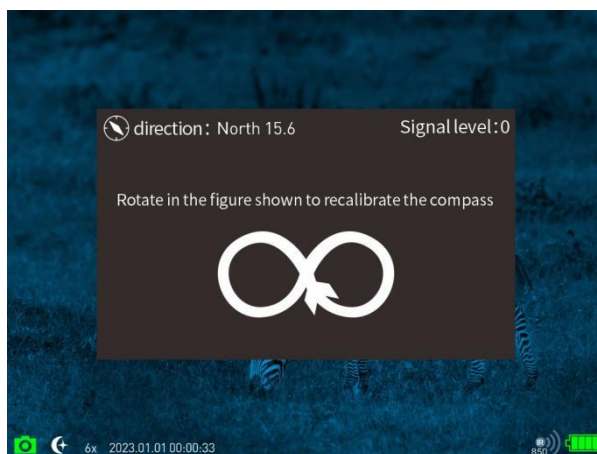 direction: North 15.6
Signal level:0
Rotate in the figure shown to recalibrate the compass
6x 2023.01.01 00:00:33
IR
850